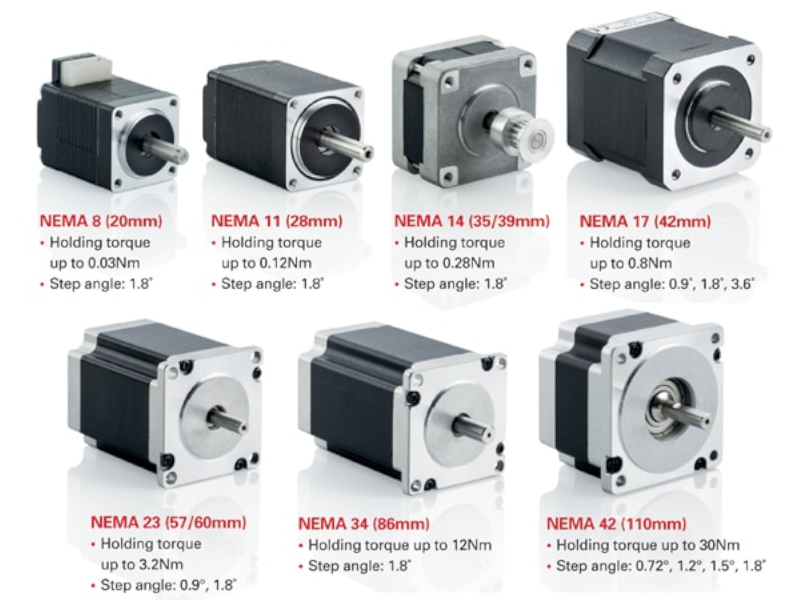 NEMA 8 (20mm)
• Holding torque
up to 0.03Nm
• Step angle: 1.8°
NEMA 11 (28mm)
• Holding torque
up to 0.12Nm
• Step angle: 1.8°
NEMA 14 (35/39mm)
• Holding torque
up to 0.28Nm
• Step angle: 1.8°
NEMA 17 (42mm)
• Holding torque
up to 0.8Nm
• Step angle: 0.9°, 1.8°, 3.6°
NEMA 23 (57/60mm)
• Holding torque
up to 3.2Nm
• Step angle: 0.9°, 1.8°
NEMA 34 (86mm)
• Holding torque up to 12Nm
• Step angle: 1.8°
NEMA 42 (110mm)
• Holding torque up to 30Nm
• Step angle: 0.72°, 1.2°, 1.5°, 1.8°